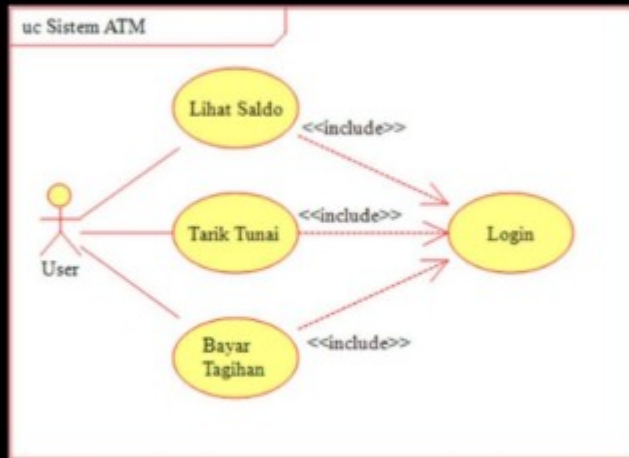 uc Sistem ATM
Lihat Saldo
<<include>>
Tarik Tunai
<<include>>
Login
User
Bayar
Tagihan
<<include>>